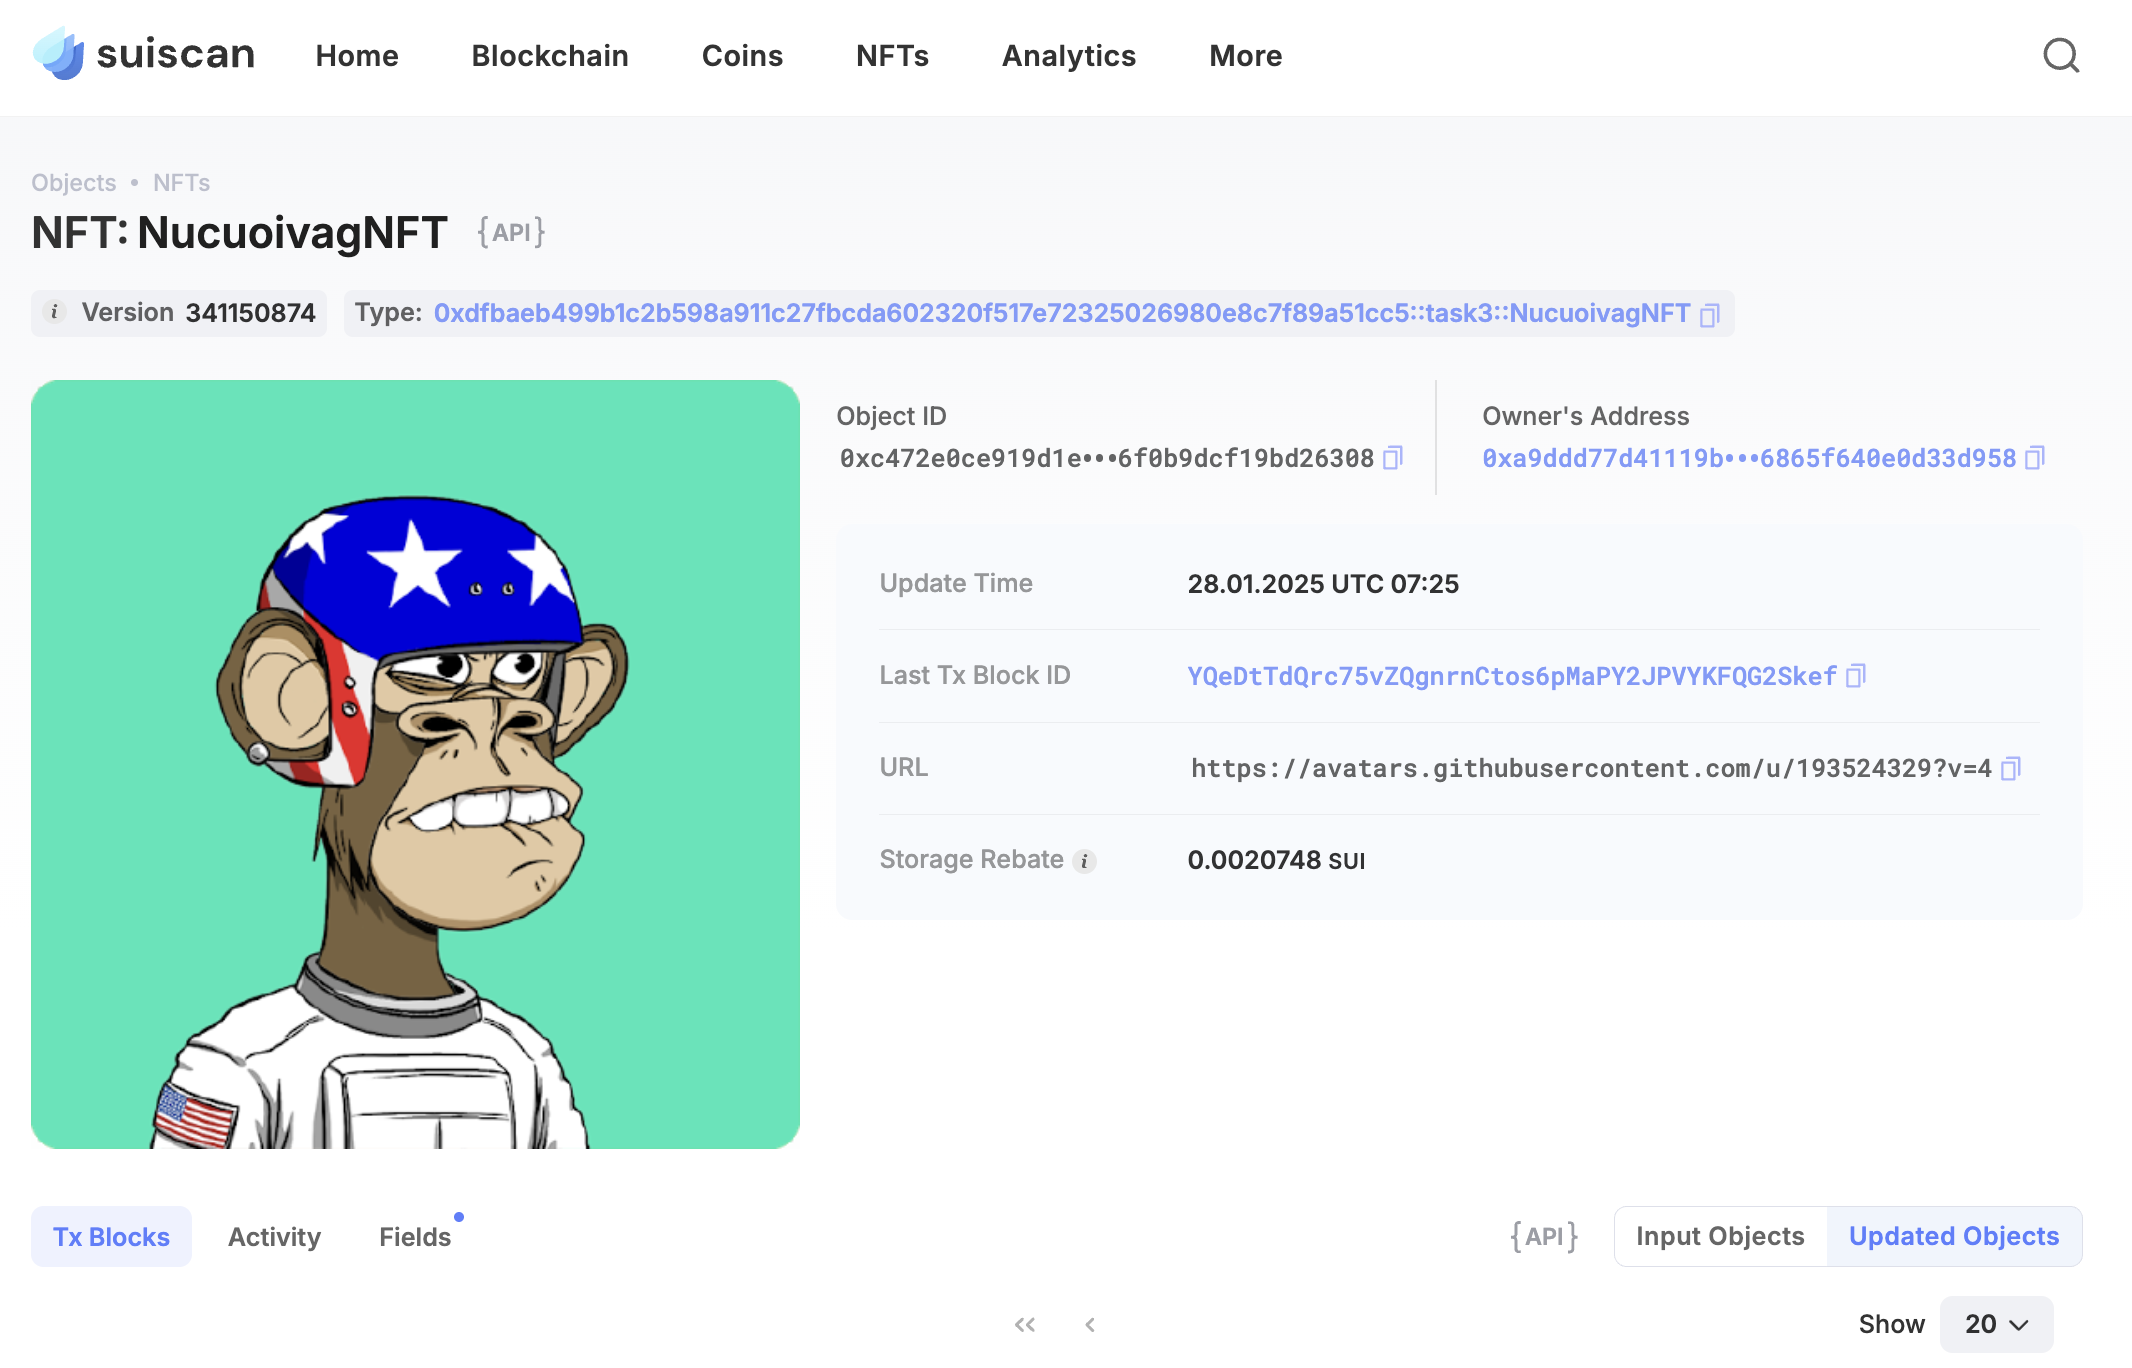 suiscan Home Blockchain Coins NFTs Analytics More
Objects • NFTs
NFT: NucuoivagNFT {API}
i Version 341150874 Type: 0xdfbaeb499b1c2b598a911c27fbcda602320f517e72325026980e8c7f89a51cc5::task3::NucuoivagNFT
Object ID
0xc472e0ce919d1e•••6f0b9dcf19bd26308
Owner's Address
0xa9ddd77d41119b•••6865f640e0d33d958
Update Time 28.01.2025 UTC 07:25
Last Tx Block ID YQeDtTdQrc75vZQgnrnCtos6pMaPY2JPVYKFQG2Skef
URL https://avatars.githubusercontent.com/u/193524329?v=4
Storage Rebate i 0.0020748 SUI
Tx Blocks Activity Fields {API} Input Objects Updated Objects
Show 20